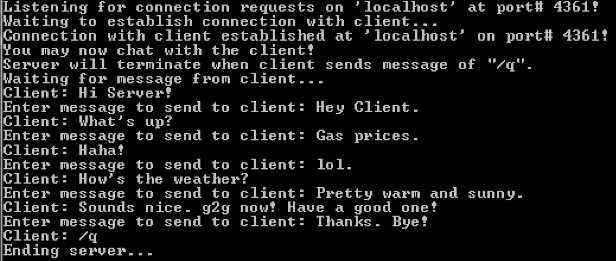 Listening for connection requests on 'localhost' at port# 4361!
Waiting to establish connection with client...
Connection with client established at 'localhost' on port# 4361!
You may now chat with the client!
Server will terminate when client sends message of "/q".
Waiting for message from client...
Client: Hi Server!
Enter message to send to client: Hey Client.
Client: What's up?
Enter message to send to client: Gas prices.
Client: Haha!
Enter message to send to client: lol.
Client: How's the weather?
Enter message to send to client: Pretty warm and sunny.
Client: Sounds nice. g2g now! Have a good one!
Enter message to send to client: Thanks. Bye!
Client: /q
Ending server...